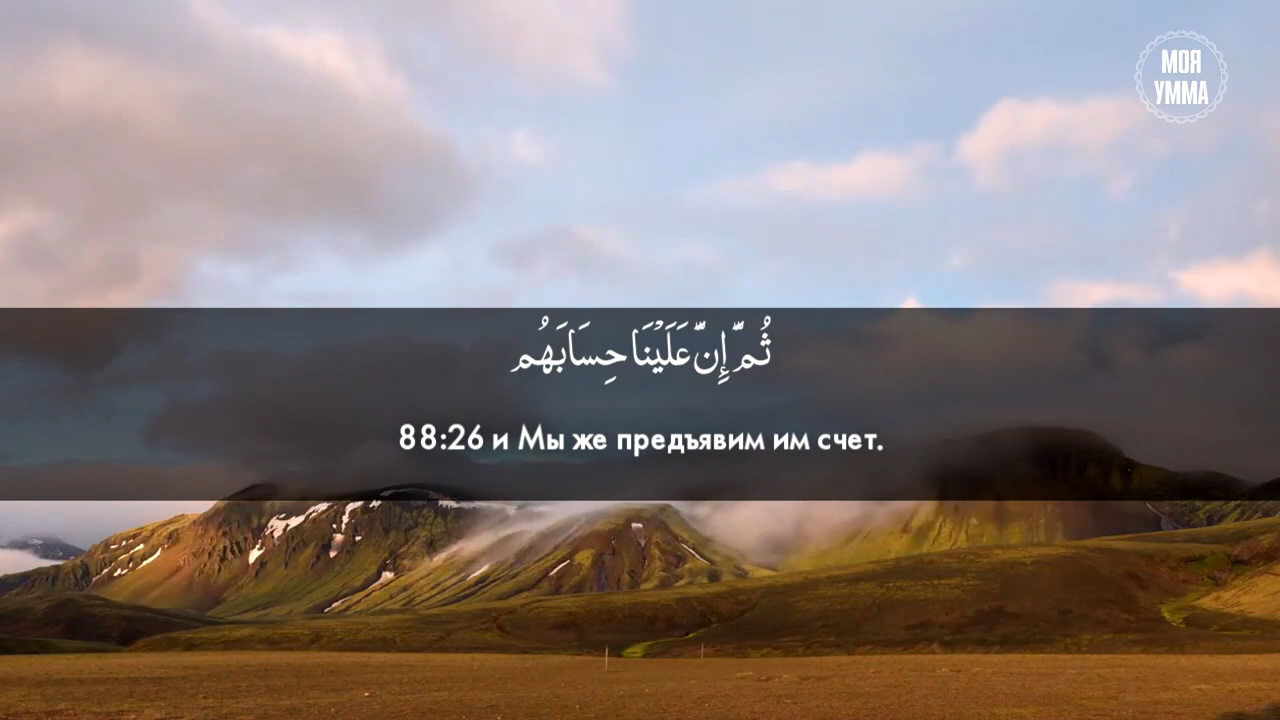 МОЯ
УММА
ثُمَّ إِنَّ عَلَيْنَا حِسَابَهُم
88:26 и Мы же предъявим им счет.